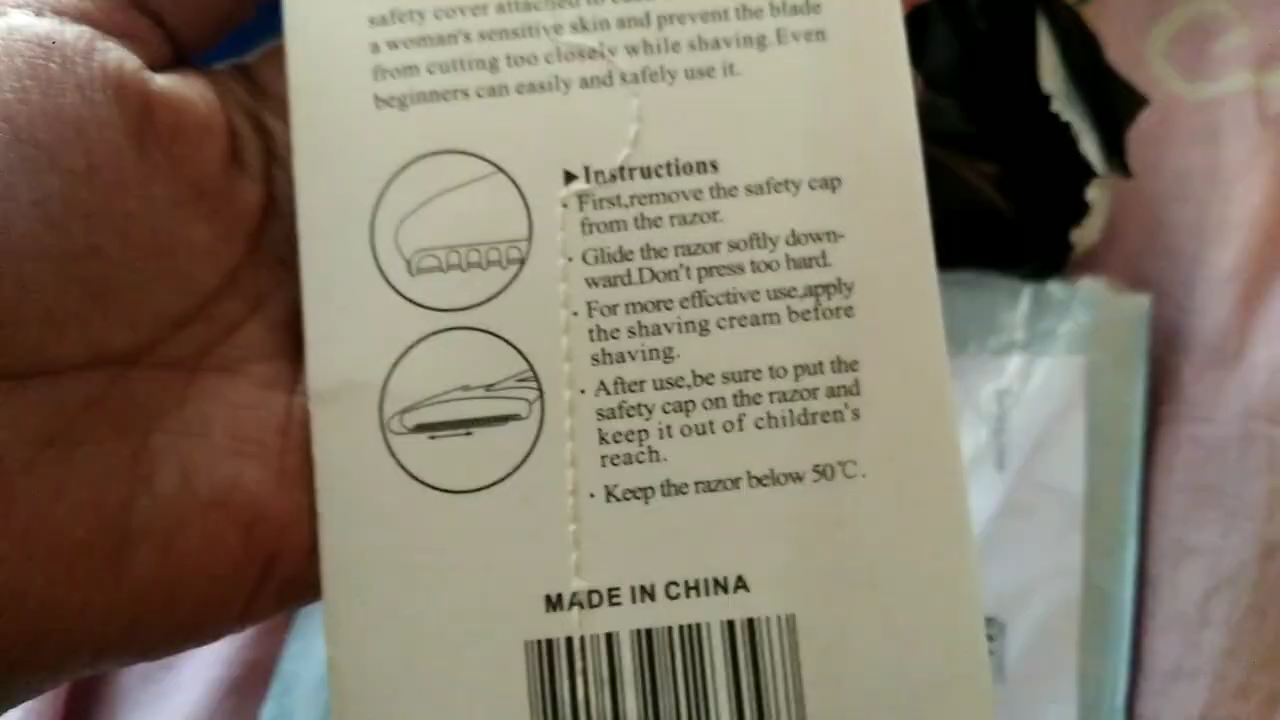 safety cover attached to
a woman's sensitive skin and prevent the blade
from cutting too closely while shaving.Even
beginners can easily and safely use it.
▶Instructions
· First,remove the safety cap
from the razor.
· Glide the razor softly down-
ward.Don't press too hard.
· For more effective use,apply
the shaving cream before
shaving.
· After use,be sure to put the
safety cap on the razor and
keep it out of children's
reach.
· Keep the razor below 50℃.
MADE IN CHINA